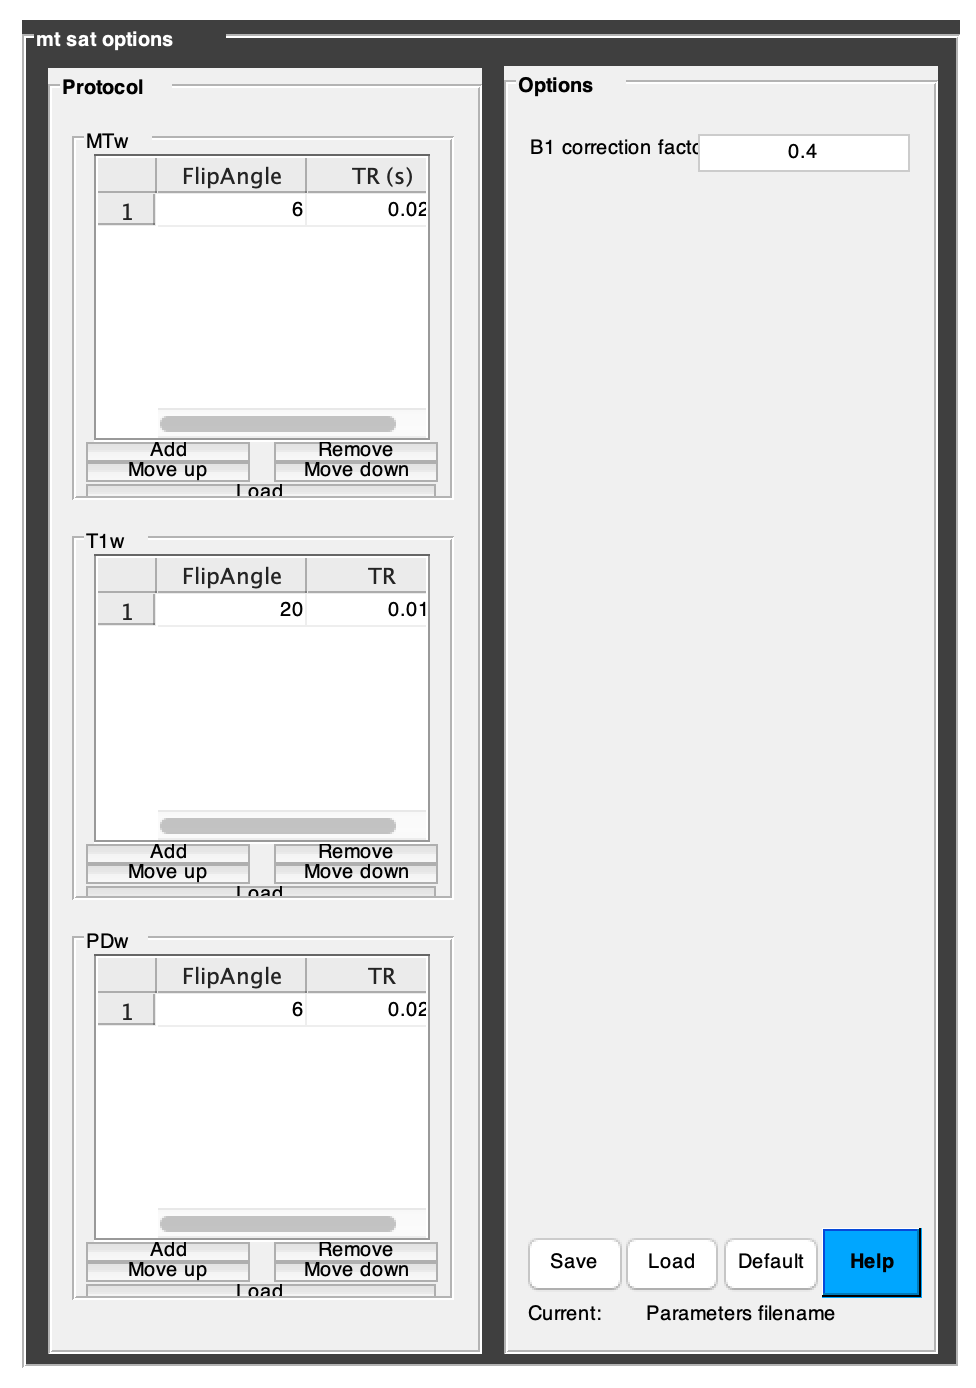 mt sat options
Protocol
MTw
FlipAngle TR (s)
1 6 0.02
Add Remove
Move up Move down
Load
T1w
FlipAngle TR
1 20 0.01
Add Remove
Move up Move down
Load
PDw
FlipAngle TR
1 6 0.02
Add Remove
Move up Move down
Load
Options
B1 correction facto 0.4
Save Load Default Help
Current: Parameters filename